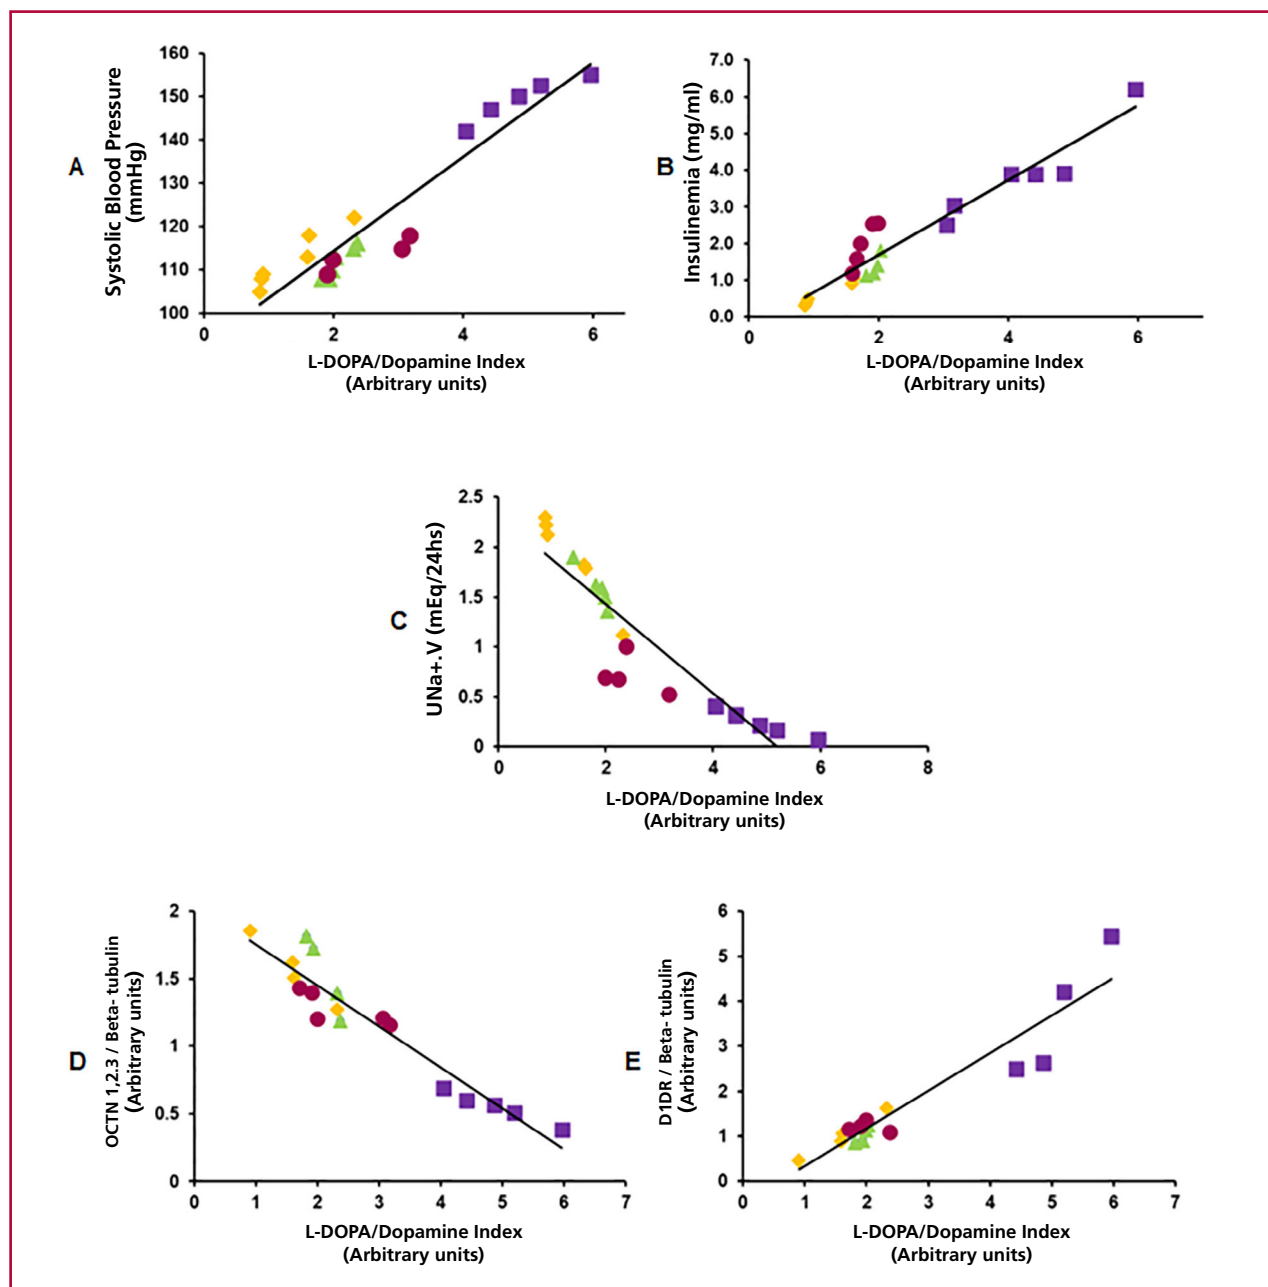 A
Systolic Blood Pressure
(mmHg)
160
150
140
130
120
110
100
0 2 4 6
L-DOPA/Dopamine Index
(Arbitrary units)
B
Insulinemia (mg/ml)
7.0
6.0
5.0
4.0
3.0
2.0
1.0
0.0
0 2 4 6
L-DOPA/Dopamine Index
(Arbitrary units)
C
UNa+.V (mEq/24hs)
2.5
2
1.5
1
0.5
0
0 2 4 6 8
L-DOPA/Dopamine Index
(Arbitrary units)
D
OCTN 1,2.3 / Beta- tubulin
(Arbitrary units)
2
1.5
1
0.5
0
0 1 2 3 4 5 6 7
L-DOPA/Dopamine Index
(Arbitrary units)
E
D1DR / Beta- tubulin
(Arbitrary units)
6
5
4
3
2
1
0
0 1 2 3 4 5 6 7
L-DOPA/Dopamine Index
(Arbitrary units)